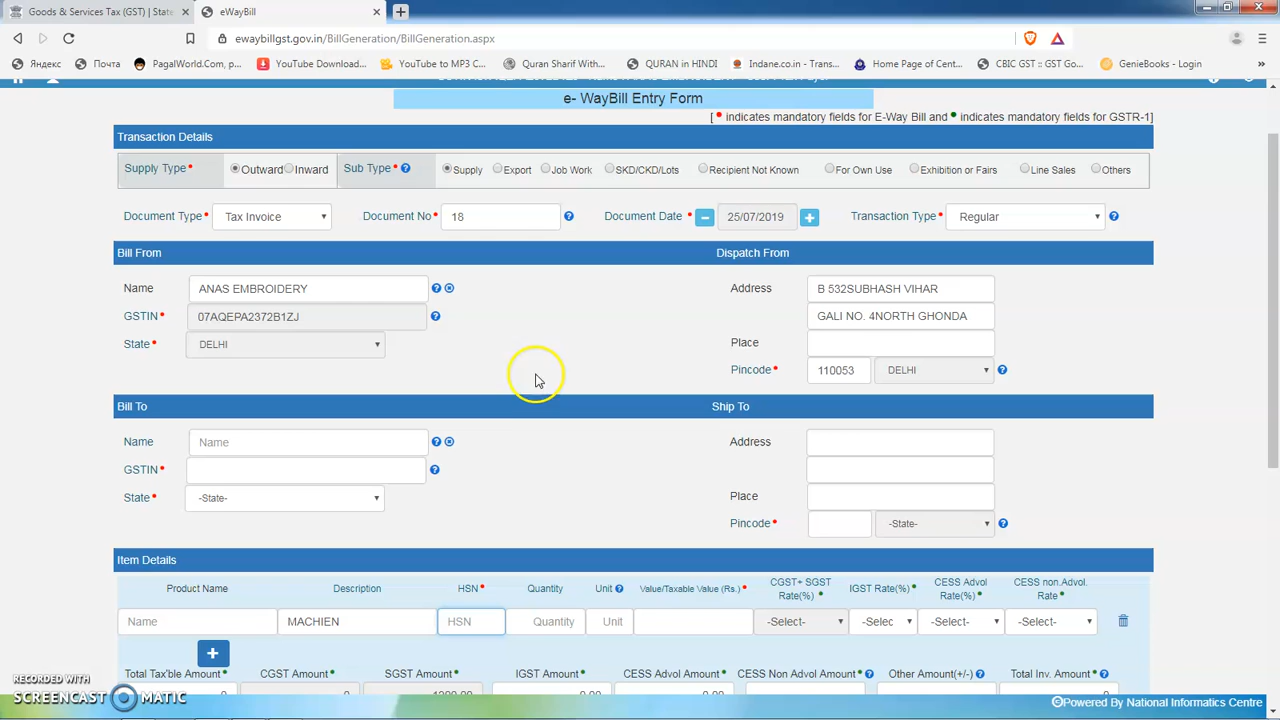 Goods & Services Tax (GST) | State
eWayBill
ewaybillgst.gov.in/BillGeneration/BillGeneration.aspx
Яндекс
Почта
PagalWorld.Com, p...
YouTube Download...
YouTube to MP3 C...
Quran Sharif With...
QURAN in HINDI
Indane.co.in - Trans...
Home Page of Cent...
CBIC GST :: GST Go...
GenieBooks - Login
e- WayBill Entry Form
[ • indicates mandatory fields for E-Way Bill and • indicates mandatory fields for GSTR-1]
Transaction Details
Supply Type • Outward Inward Sub Type • Supply Export Job Work SKD/CKD/Lots Recipient Not Known For Own Use Exhibition or Fairs Line Sales Others
Document Type • Tax Invoice Document No • 18 Document Date • 25/07/2019 Transaction Type • Regular
Bill From Dispatch From
Name ANAS EMBROIDERY Address B 532SUBHASH VIHAR
GSTIN • 07AQEPA2372B1ZJ GALI NO. 4NORTH GHONDA
State • DELHI Place
Pincode • 110053 DELHI
Bill To Ship To
Name Name Address
GSTIN •
State • -State- Place
Pincode • -State-
Item Details
Product Name Description HSN • Quantity Unit Value/Taxable Value (Rs.) • CGST+ SGST Rate(%) • IGST Rate(%) • CESS Advol Rate(%) • CESS non.Advol. Rate •
Name MACHIEN HSN Quantity Unit -Select- -Selec -Select- -Select-
+
Total Tax'ble Amount • CGST Amount • SGST Amount • IGST Amount • CESS Advol Amount • CESS Non Advol Amount • Other Amount(+/-) Total Inv. Amount •
RECORDED WITH
SCREENCAST MATIC
Powered By National Informatics Centre